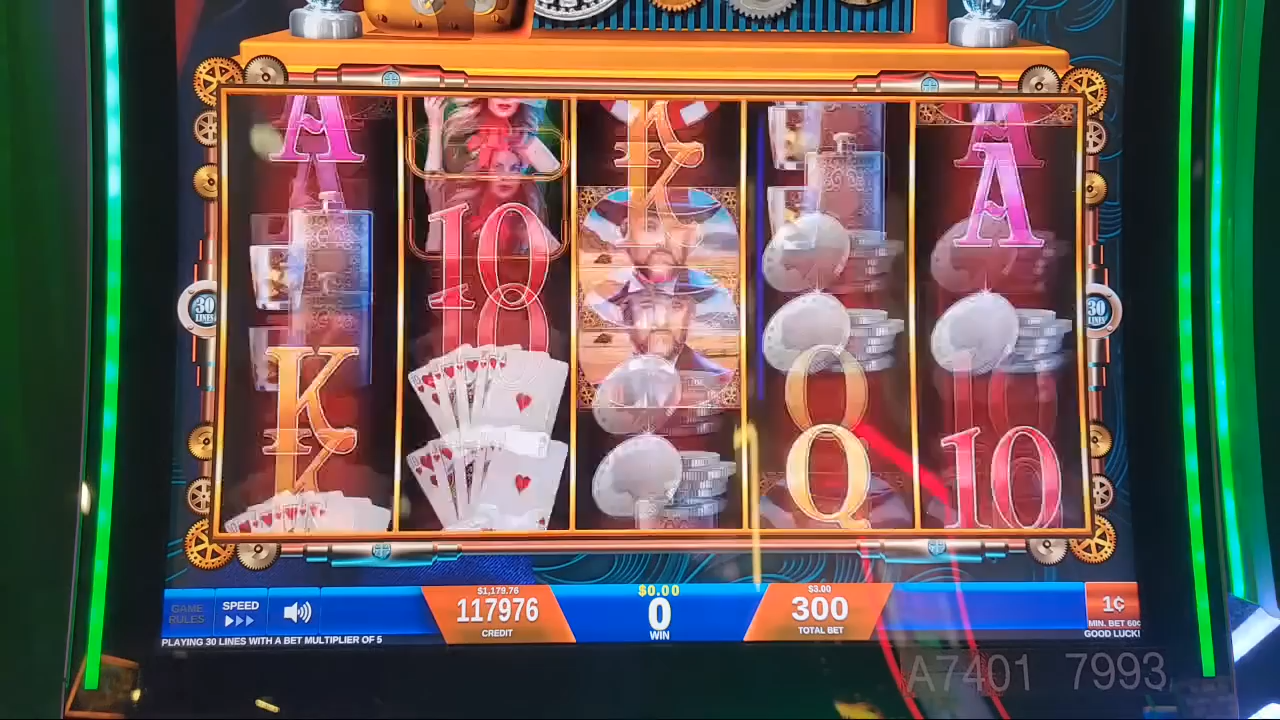 A A
K
10
A
30 LINES
30 LINES
K
Q
Q 10
$1,179.76 $0.00 $3.00
GAME RULES SPEED 117976 0 300 1¢
CREDIT WIN TOTAL BET MIN. BET 60¢
PLAYING 30 LINES WITH A BET MULTIPLIER OF 5 GOOD LUCK!
A7401 7993